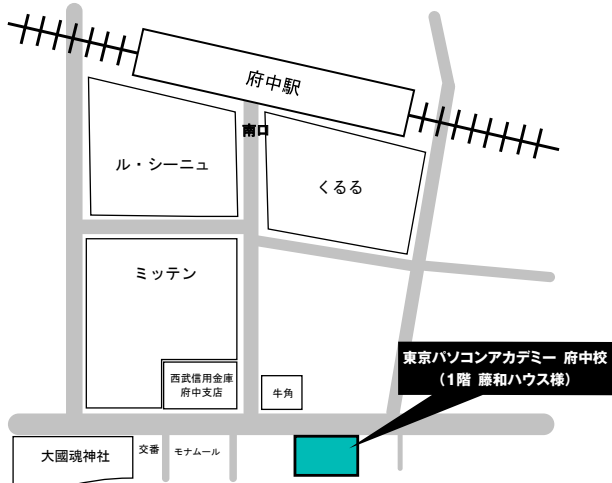 府中駅
南口
ル・シーニュ
くるる
ミッテン
東京パソコンアカデミー 府中校
(1階 藤和ハウス様)
西武信用金庫
府中支店
牛角
大國魂神社
交番
モナムール